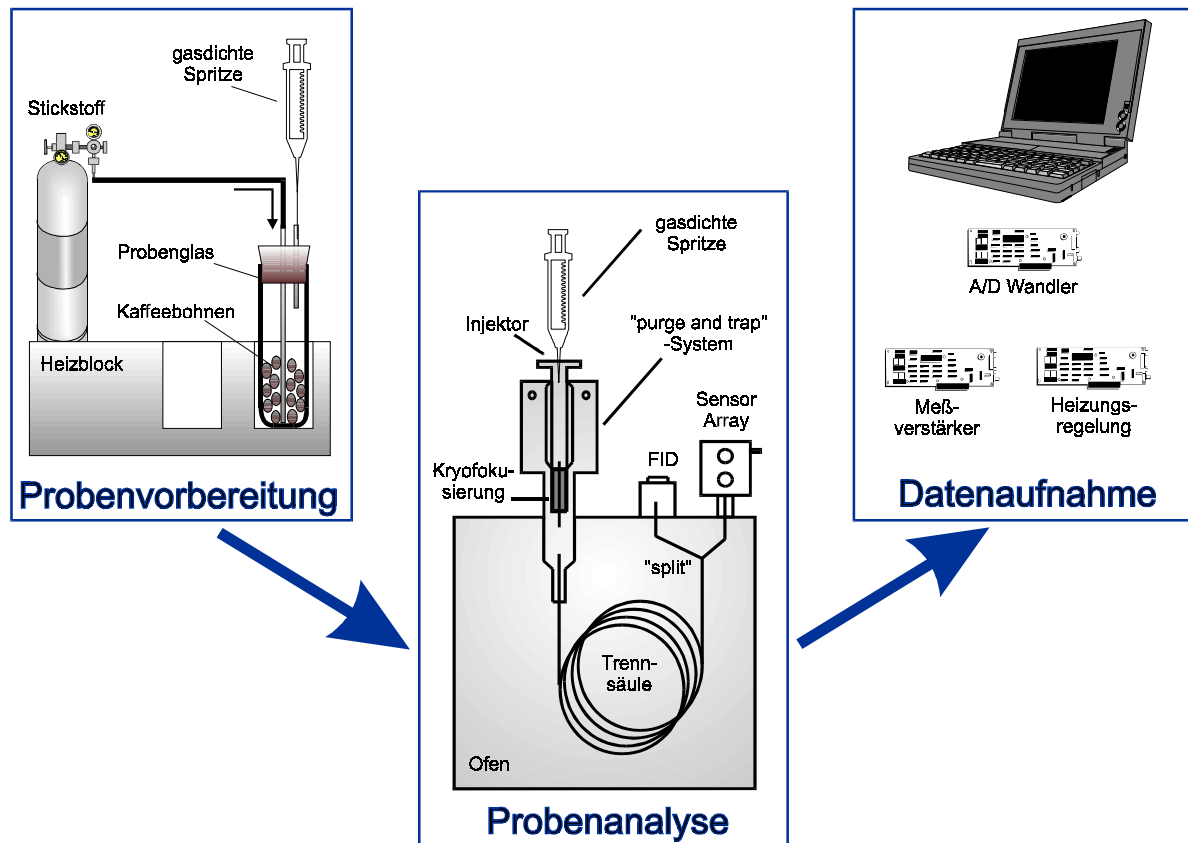 gasdichte
Spritze
Stickstoff
Probenglas
Kaffeebohnen
Heizblock
Probenvorbereitung
gasdichte
Spritze
Injektor
"purge and trap"
-System
Sensor
Array
FID
Kryofoku-
sierung
"split"
Trenn-
säule
Ofen
Probenanalyse
A/D Wandler
Meß-
verstärker
Heizungs-
regelung
Datenaufnahme